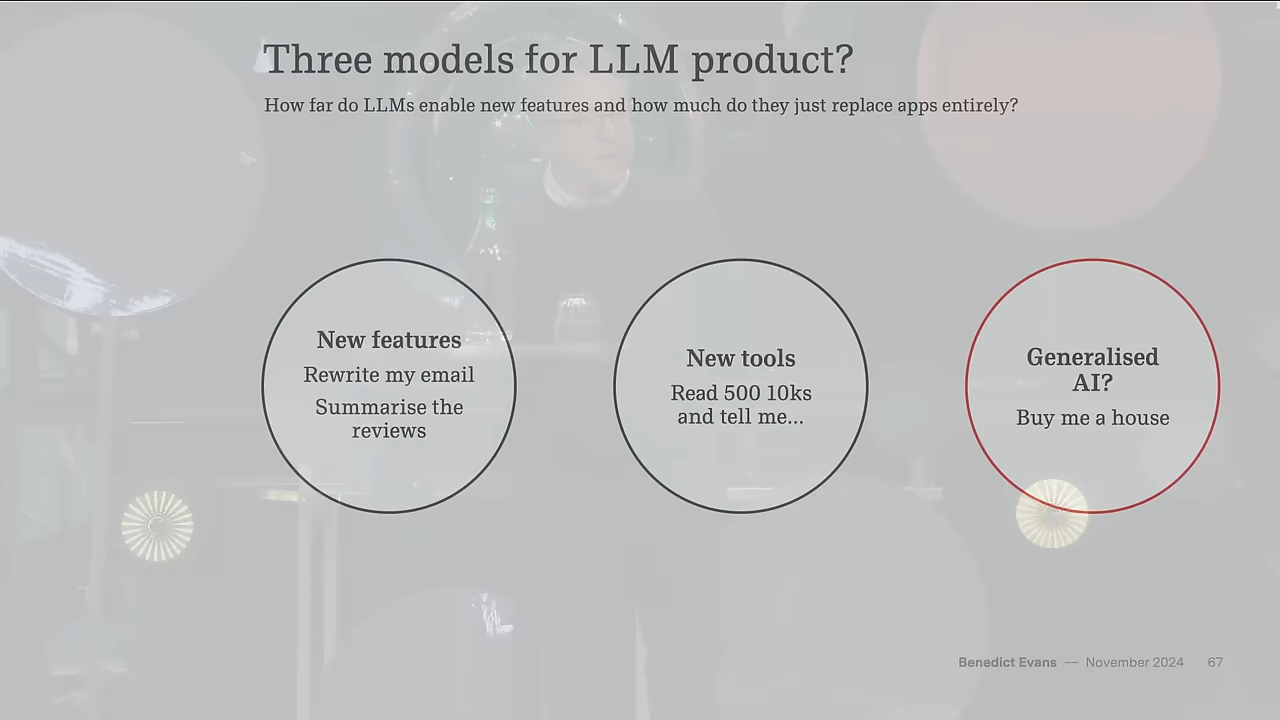 Three models for LLM product?
How far do LLMs enable new features and how much do they just replace apps entirely?
New features
Rewrite my email
Summarise the
reviews
New tools
Read 500 10ks
and tell me...
Generalised
AI?
Buy me a house
Benedict Evans — November 2024 67